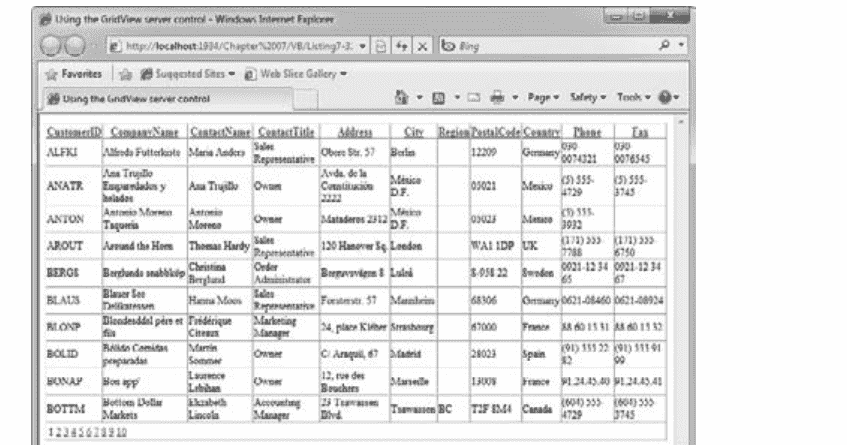 Using the GridView server control - Windows Internet Explorer
http://localhost:1934/Chapter%2007/VB/Listing7-3.
Bing
Favorites Suggested Sites Web Slice Gallery
Using the GridView server control Page Safety Tools
CustomerID CompanyName ContactName ContactTitle Address City Region PostalCode Country Phone Fax
ALFKI Alfreds Futterkiste Maria Anders Sales Representative Obere Str. 57 Berlin 12209 Germany 030-0074321 030-0076545
ANATR Ana Trujillo Emparedados y helados Ana Trujillo Owner Avda. de la Constitución 2222 México D.F. 05021 Mexico (5) 555-4729 (5) 555-3745
ANTON Antonio Moreno Taquería Antonio Moreno Owner Mataderos 2312 México D.F. 05023 Mexico (5) 555-3932
AROUT Around the Horn Thomas Hardy Sales Representative 120 Hanover Sq. London WA1 1DP UK (171) 555-7788 (171) 555-6750
BERGS Berglunds snabbköp Christina Berglund Order Administrator Berguvsvägen 8 Luleå S-958 22 Sweden 0921-12 34 65 0921-12 34 67
BLAUS Blauer See Delikatessen Hanna Moos Sales Representative Forsterstr. 57 Mannheim 68306 Germany 0621-08460 0621-08924
BLONP Blondesddsl père et fils Frédérique Citeaux Marketing Manager 24, place Kléber Strasbourg 67000 France 88.60.15.31 88.60.15.32
BOLID Bólido Comidas preparadas Martín Sommer Owner C/ Araquil, 67 Madrid 28023 Spain (91) 555 22 82 (91) 555 91 99
BONAP Bon app' Laurence Lebihan Owner 12, rue des Bouchers Marseille 13008 France 91.24.45.40 91.24.45.41
BOTTM Bottom-Dollar Markets Elizabeth Lincoln Accounting Manager 23 Tsawassen Blvd. Tsawassen BC T2F 8M4 Canada (604) 555-4729 (604) 555-3745
1 2 3 4 5 6 7 8 9 10